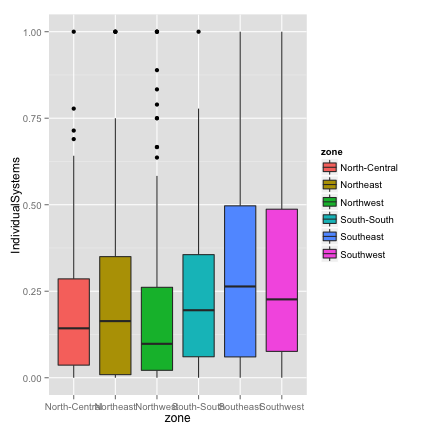 1.00
0.75
0.50
0.25
0.00
IndividualSystems
North-Central Northeast Northwest South-South Southeast Southwest
zone
zone
North-Central
Northeast
Northwest
South-South
Southeast
Southwest